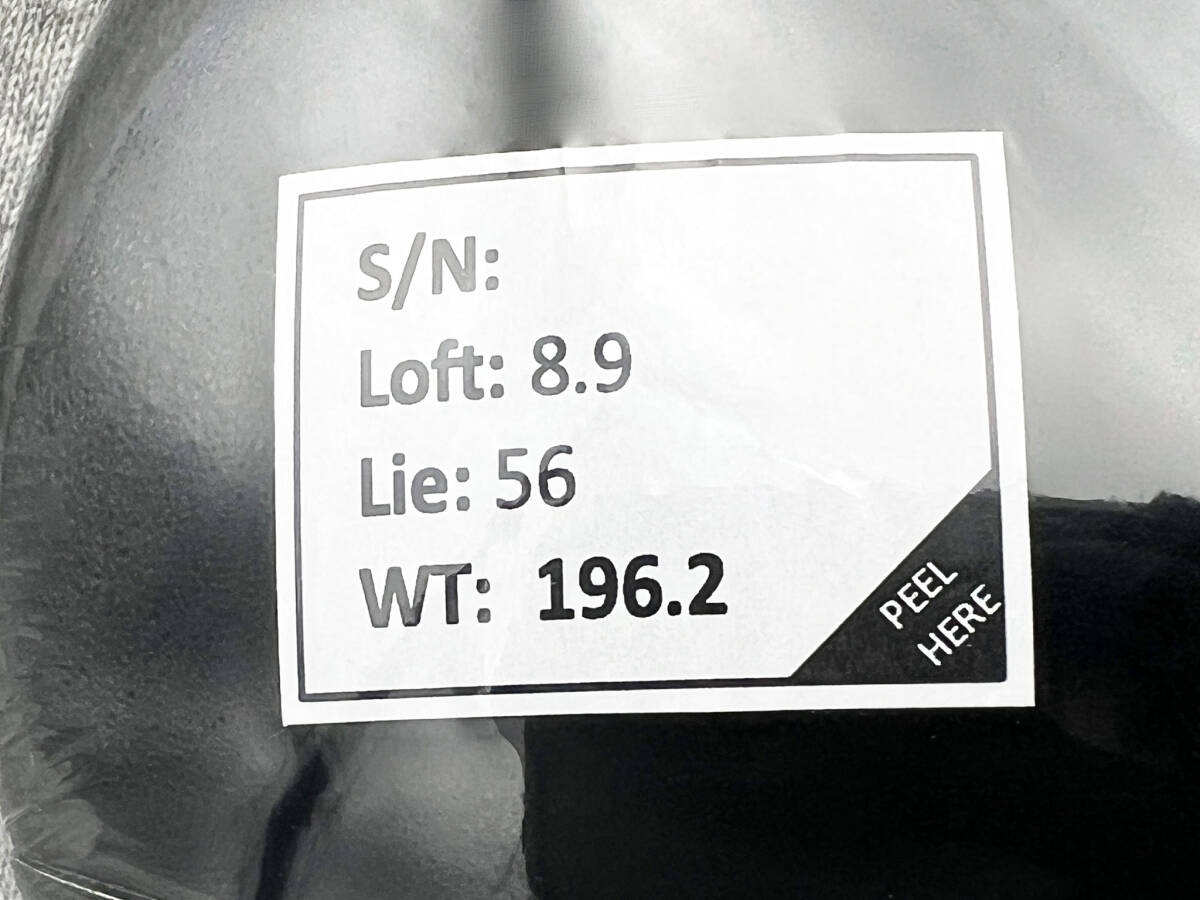 S/N:
Loft: 8.9
Lie: 56
WT: 196.2
PEEL
HERE